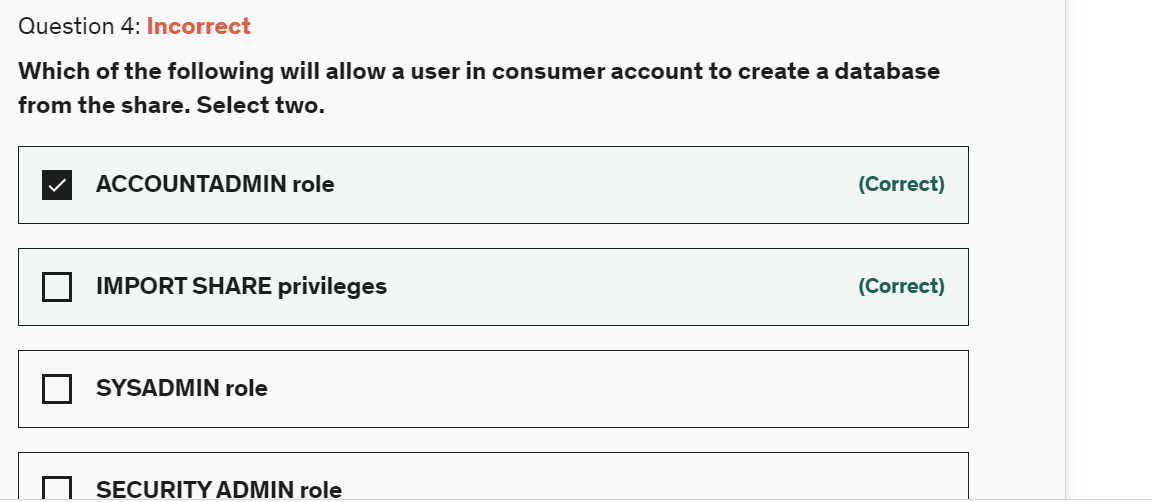 Question 4: Incorrect
Which of the following will allow a user in consumer account to create a database
from the share. Select two.
ACCOUNTADMIN role
(Correct)
IMPORT SHARE privileges
(Correct)
SYSADMIN role
SECURITY ADMIN role